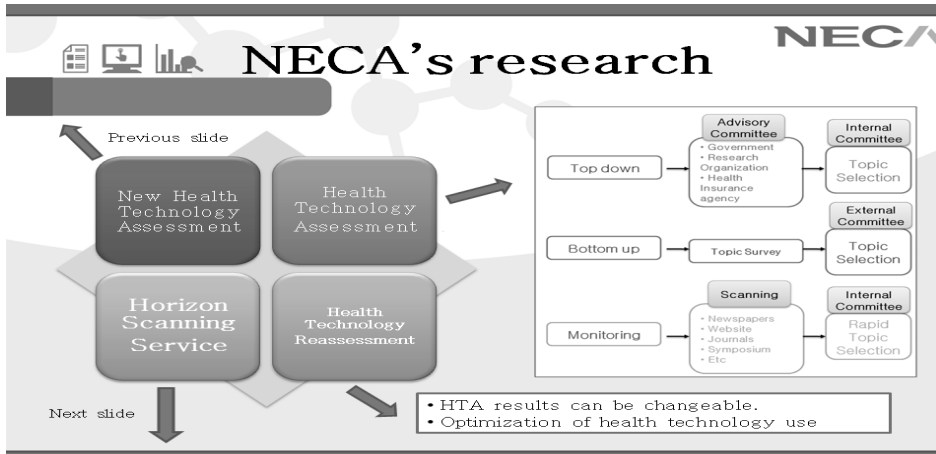 NECA
NECA's research
Previous slide
New Health
Technology
Assessment
Health
Technology
Assessment
Horizon
Scanning
Service
Health
Technology
Reassessment
Next slide
Top down
Advisory
Committee
• Government
• Research
Organization
• Health
Insurance
agency
Internal
Committee
Topic
Selection
Bottom up
Topic Survey
External
Committee
Topic
Selection
Monitoring
Scanning
• Newspapers
• Website
• Journals
• Symposium
• Etc
Internal
Committee
Rapid
Topic
Selection
• HTA results can be changeable.
• Optimization of health technology use